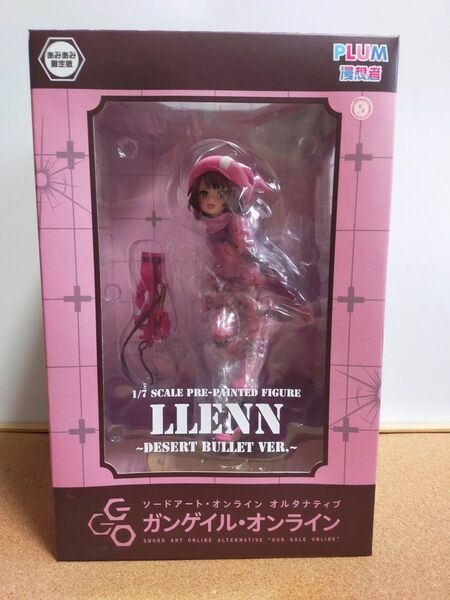 あみあみ
限定版
PLUM
漫想者
1/7 SCALE PRE-PAINTED FIGURE
LLENN
~DESERT BULLET VER.~
GGO
ソードアート・オンライン オルタナティブ
ガンゲイル・オンライン
SWORD ART ONLINE ALTERNATIVE "GUN GALE ONLINE"